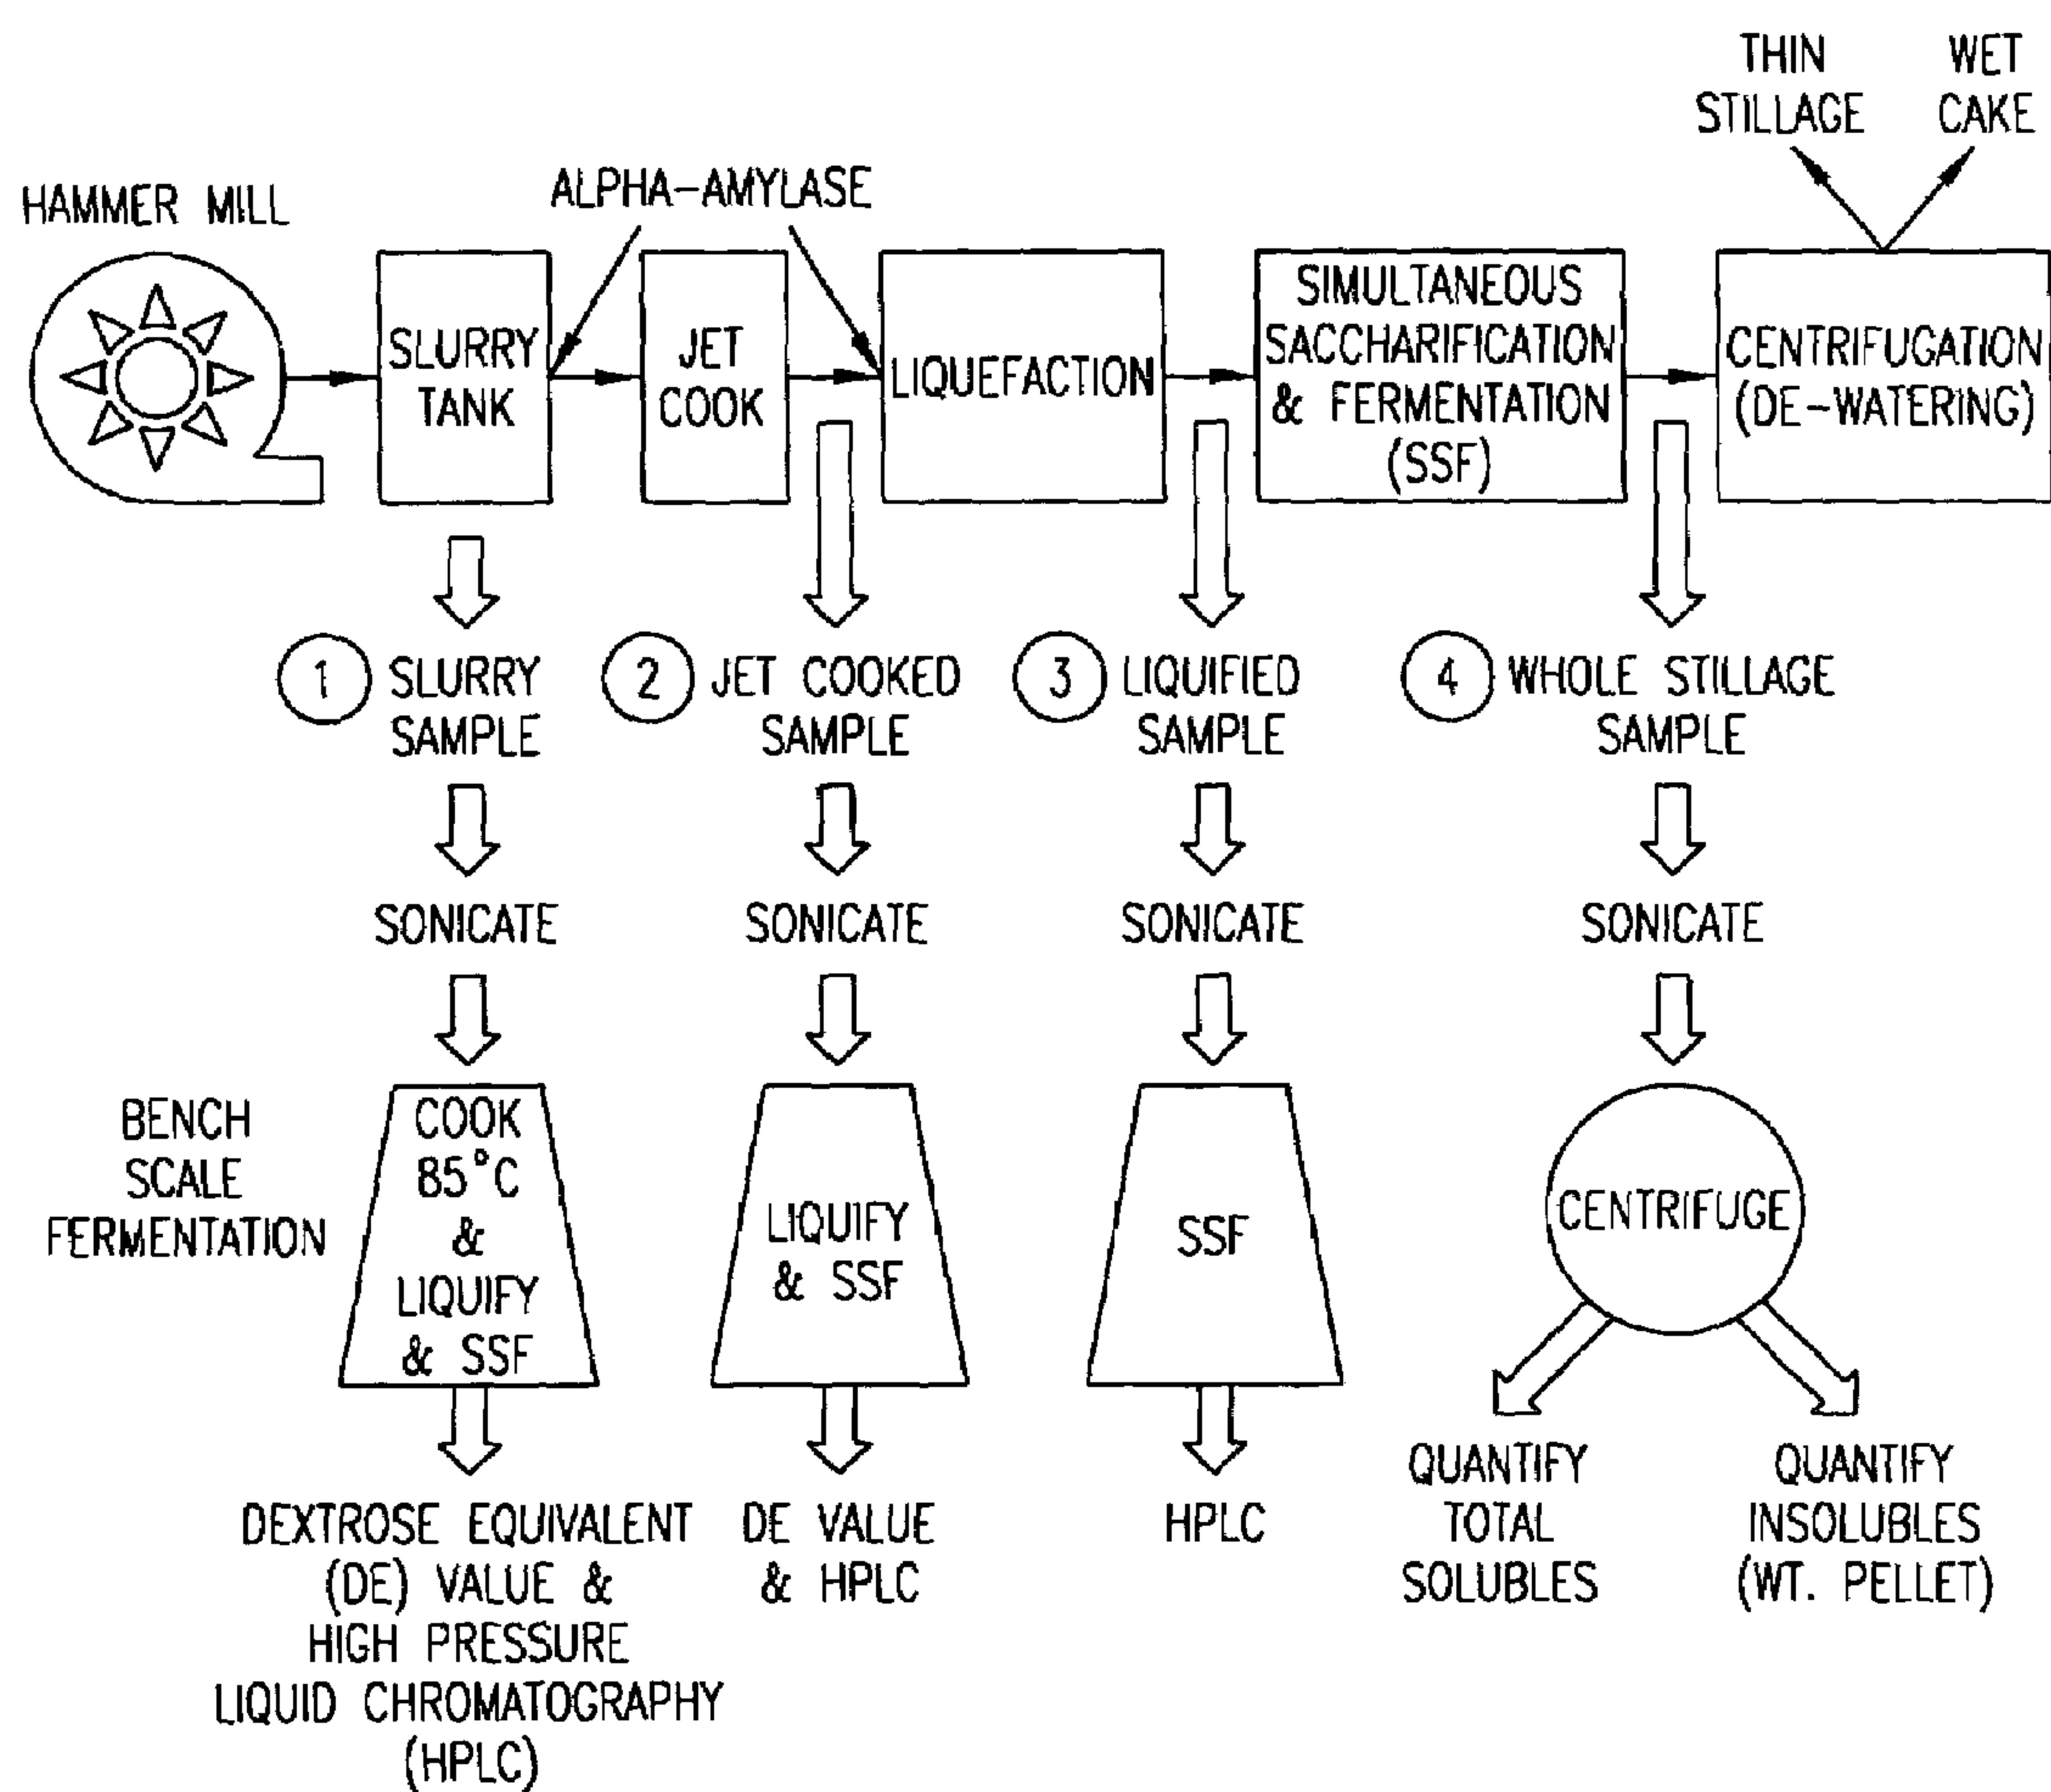 THIN
STILLAGE
WET
CAKE
ALPHA-AMYLASE
HAMMER MILL
SLURRY
TANK
JET
COOK
LIQUEFACTION
SIMULTANEOUS
SACCHARIFICATION
& FERMENTATION
(SSF)
CENTRIFUGATION
(DE-WATERING)
1 SLURRY
SAMPLE
2 JET COOKED
SAMPLE
3 LIQUIFIED
SAMPLE
4 WHOLE STILLAGE
SAMPLE
SONICATE
SONICATE
SONICATE
SONICATE
BENCH
SCALE
FERMENTATION
COOK
85°C
&
LIQUIFY
& SSF
LIQUIFY
& SSF
SSF
CENTRIFUGE
DEXTROSE EQUIVALENT
(DE) VALUE &
HIGH PRESSURE
LIQUID CHROMATOGRAPHY
(HPLC)
DE VALUE
& HPLC
HPLC
QUANTIFY
TOTAL
SOLUBLES
QUANTIFY
INSOLUBLES
(WT. PELLET)